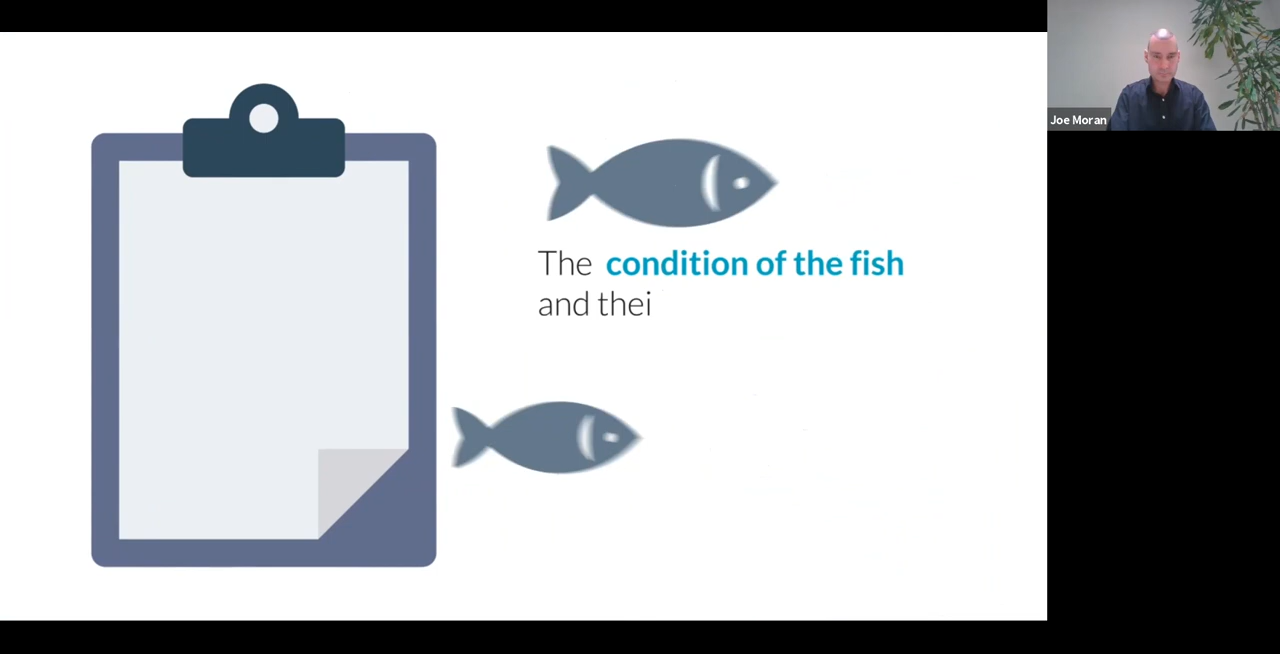 The condition of the fish
and thei
Joe Moran